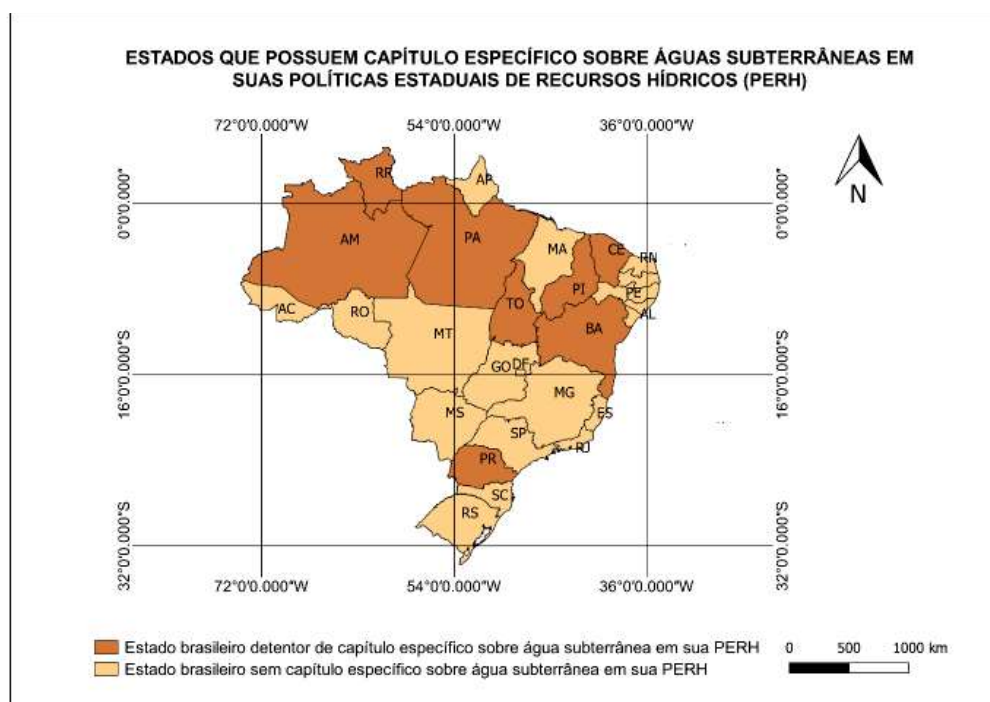 ESTADOS QUE POSSUEM CAPÍTULO ESPECÍFICO SOBRE ÁGUAS SUBTERRÂNEAS EM
SUAS POLÍTICAS ESTADUAIS DE RECURSOS HÍDRICOS (PERH)
72°0'0.000"W 54°0'0.000"W 36°0'0.000"W
N
0°0'0.000"
16°0'0.000"S
32°0'0.000"S
0°0'0.000"
16°0'0.000"S
32°0'0.000"S
RR
AP
AM
PA
MA
CE
RN
PI
PE
AL
AC
RO
TO
BA
MT
GO
DF
MG
ES
MS
SP
RJ
PR
SC
RS
72°0'0.000"W 54°0'0.000"W 36°0'0.000"W
Estado brasileiro detentor de capítulo específico sobre água subterrânea em sua PERH
Estado brasileiro sem capítulo específico sobre água subterrânea em sua PERH
0 500 1000 km